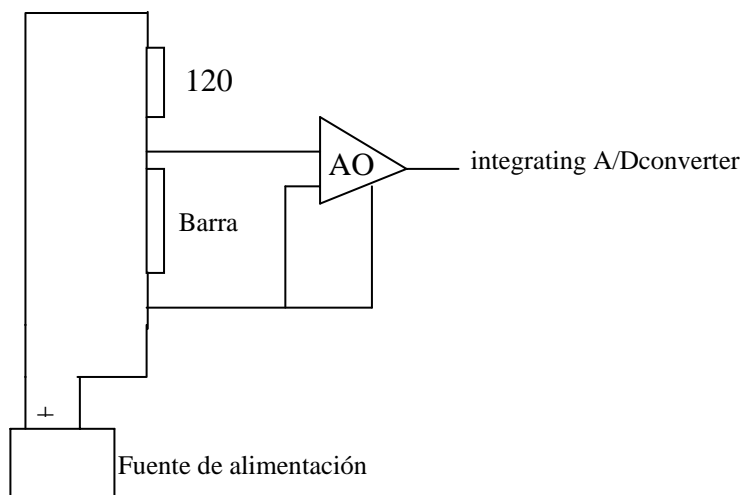 120
AO
integrating A/Dconverter
Barra
+
Fuente de alimentación